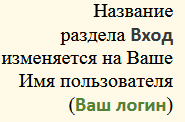 Название
раздела Вход
изменяется на Ваше
Имя пользователя
(Ваш логин)